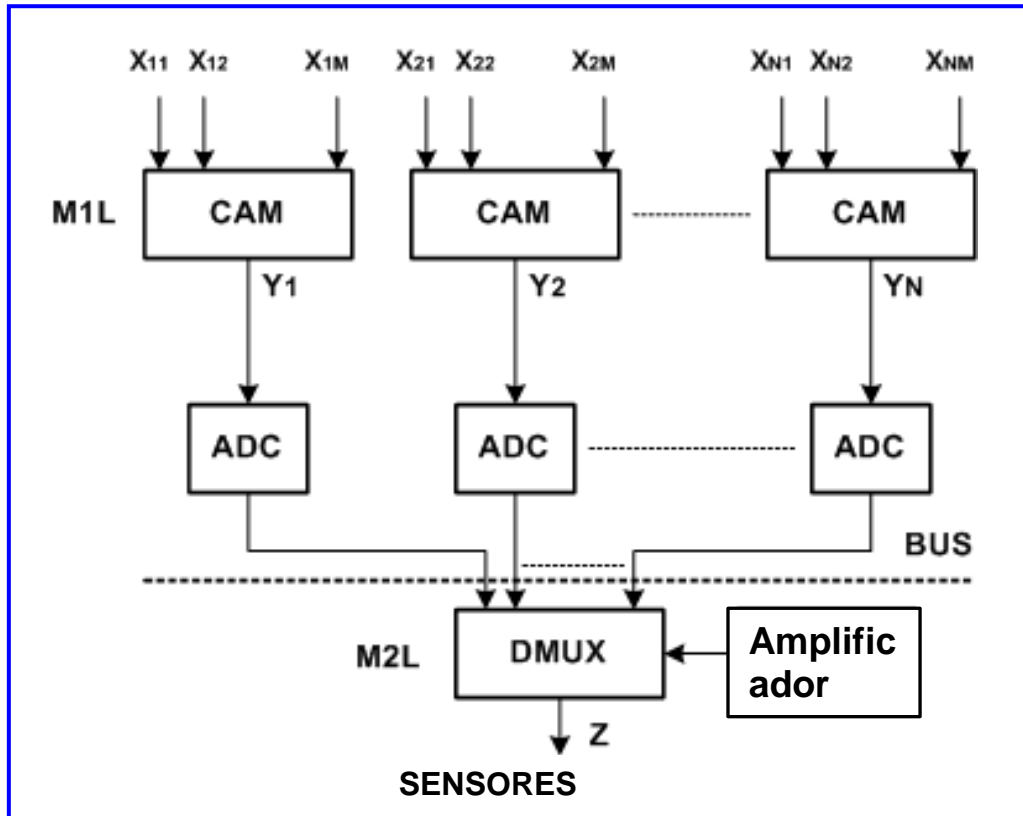 X11 X12 X1M X21 X22 X2M XN1 XN2 XNM
M1L CAM CAM CAM
Y1 Y2 YN
ADC ADC ADC
BUS
M2L DMUX Amplific
ador
Z
SENSORES